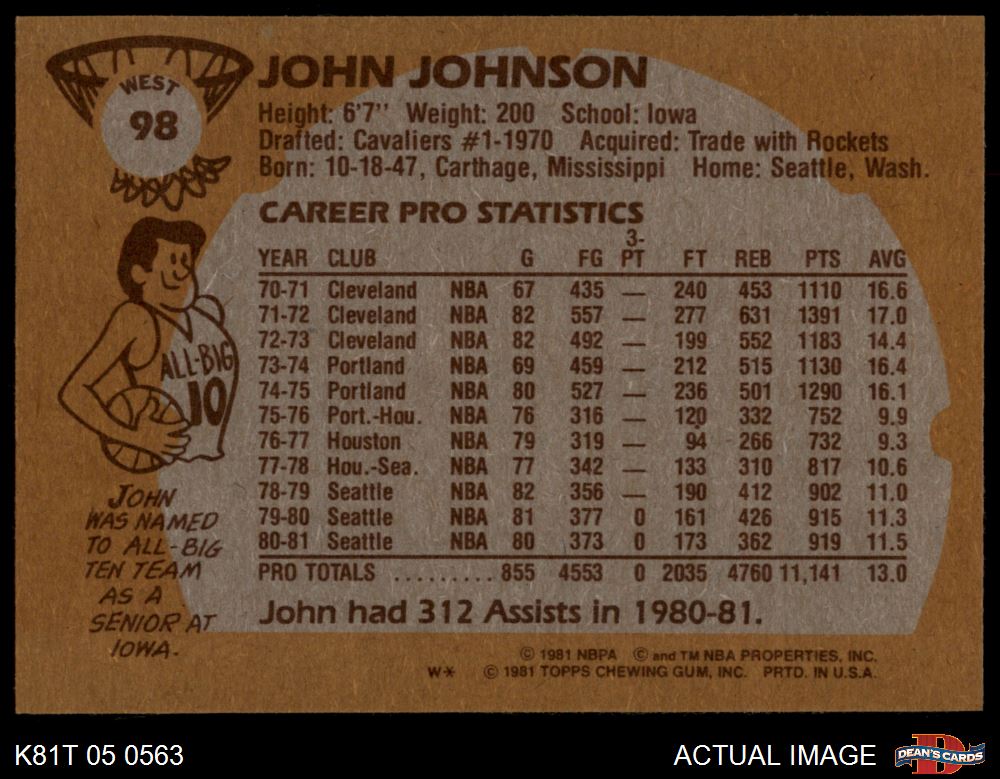 WEST
98
JOHN JOHNSON
Height: 6'7'' Weight: 200 School: Iowa
Drafted: Cavaliers #1-1970 Acquired: Trade with Rockets
Born: 10-18-47, Carthage, Mississippi Home: Seattle, Wash.
CAREER PRO STATISTICS
YEAR CLUB G FG 3-PT FT REB PTS AVG
70-71 Cleveland NBA 67 435 — 240 453 1110 16.6
71-72 Cleveland NBA 82 557 — 277 631 1391 17.0
72-73 Cleveland NBA 82 492 — 199 552 1183 14.4
73-74 Portland NBA 69 459 — 212 515 1130 16.4
74-75 Portland NBA 80 527 — 236 501 1290 16.1
75-76 Port.-Hou. NBA 76 316 — 120 332 752 9.9
76-77 Houston NBA 79 319 — 94 266 732 9.3
77-78 Hou.-Sea. NBA 77 342 — 133 310 817 10.6
78-79 Seattle NBA 82 356 — 190 412 902 11.0
79-80 Seattle NBA 81 377 0 161 426 915 11.3
80-81 Seattle NBA 80 373 0 173 362 919 11.5
PRO TOTALS ......... 855 4553 0 2035 4760 11,141 13.0
John had 312 Assists in 1980-81.
ALL-BIG
10
JOHN
WAS NAMED
TO ALL-BIG
TEN TEAM
AS A
SENIOR AT
IOWA.
© 1981 NBPA © and TM NBA PROPERTIES, INC.
W* © 1981 TOPPS CHEWING GUM, INC. PRTD. IN U.S.A.
K81T 05 0563
ACTUAL IMAGE
DEAN'S CARDS